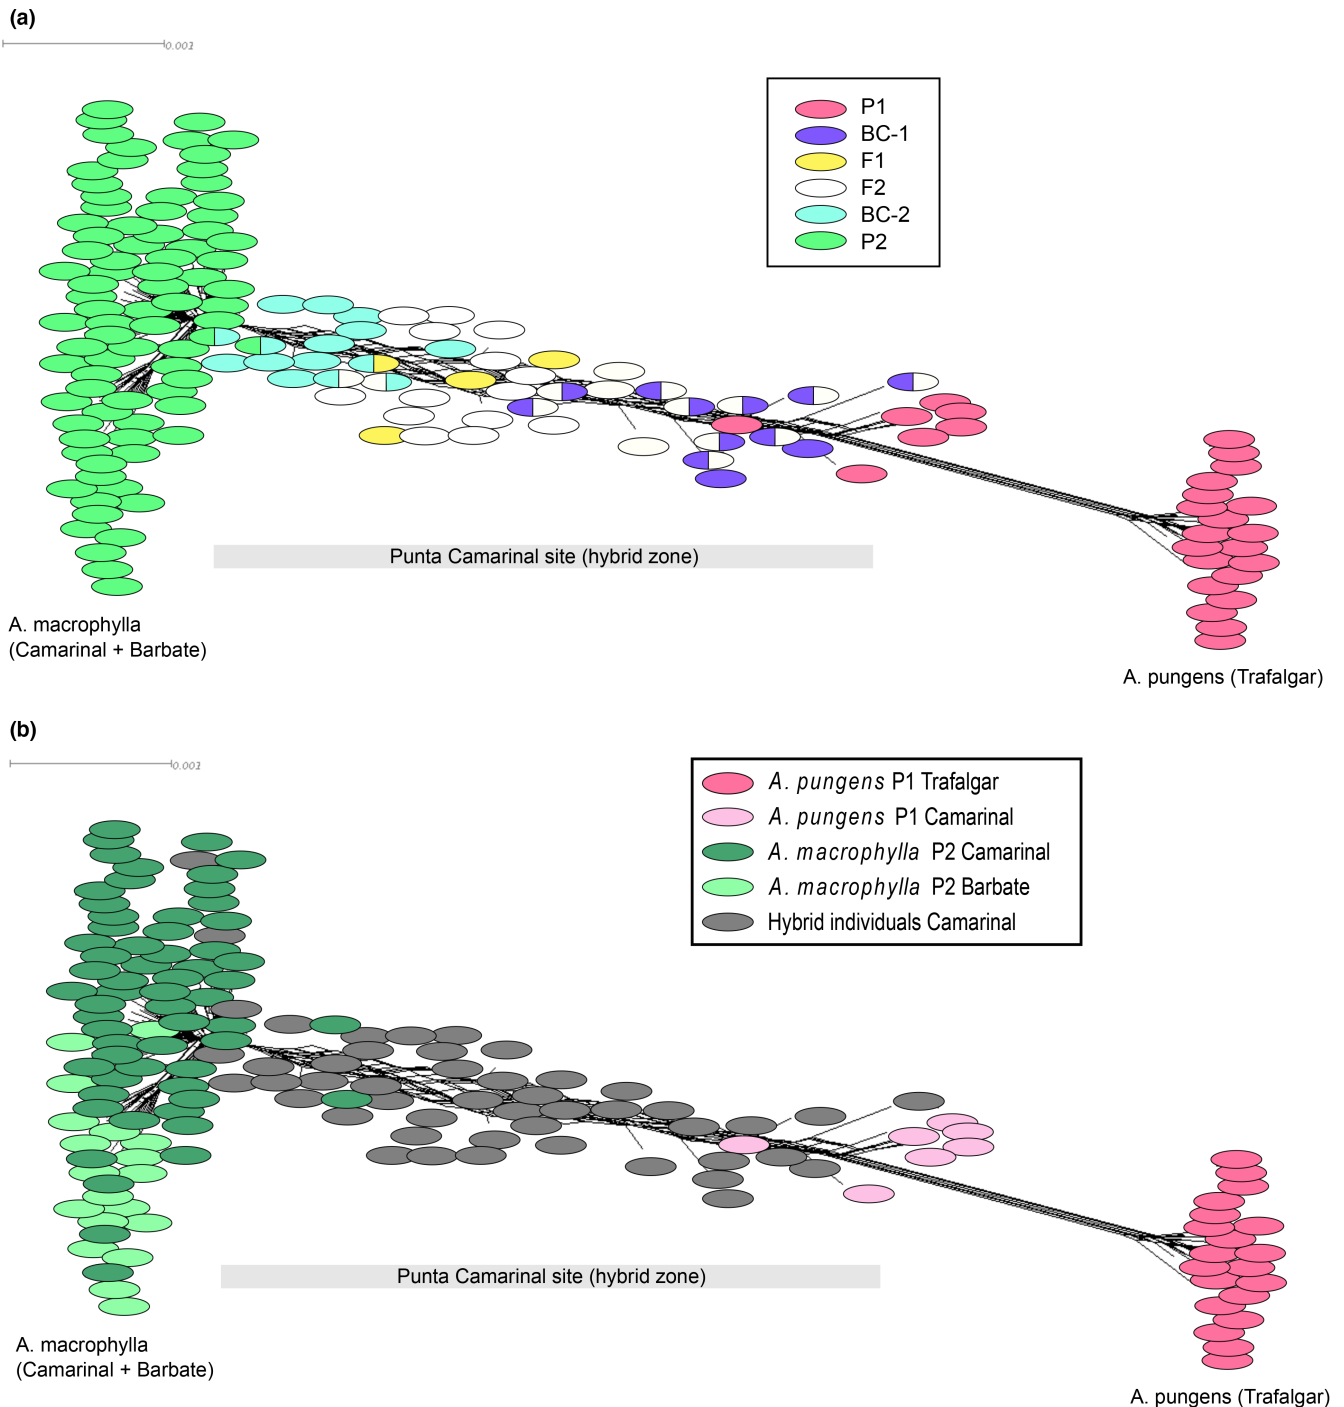 (a)
0.001
P1
BC-1
F1
F2
BC-2
P2
Punta Camarinal site (hybrid zone)
A. macrophylla
(Camarinal + Barbate)
A. pungens (Trafalgar)
(b)
0.001
A. pungens P1 Trafalgar
A. pungens P1 Camarinal
A. macrophylla P2 Camarinal
A. macrophylla P2 Barbate
Hybrid individuals Camarinal
Punta Camarinal site (hybrid zone)
A. macrophylla
(Camarinal + Barbate)
A. pungens (Trafalgar)